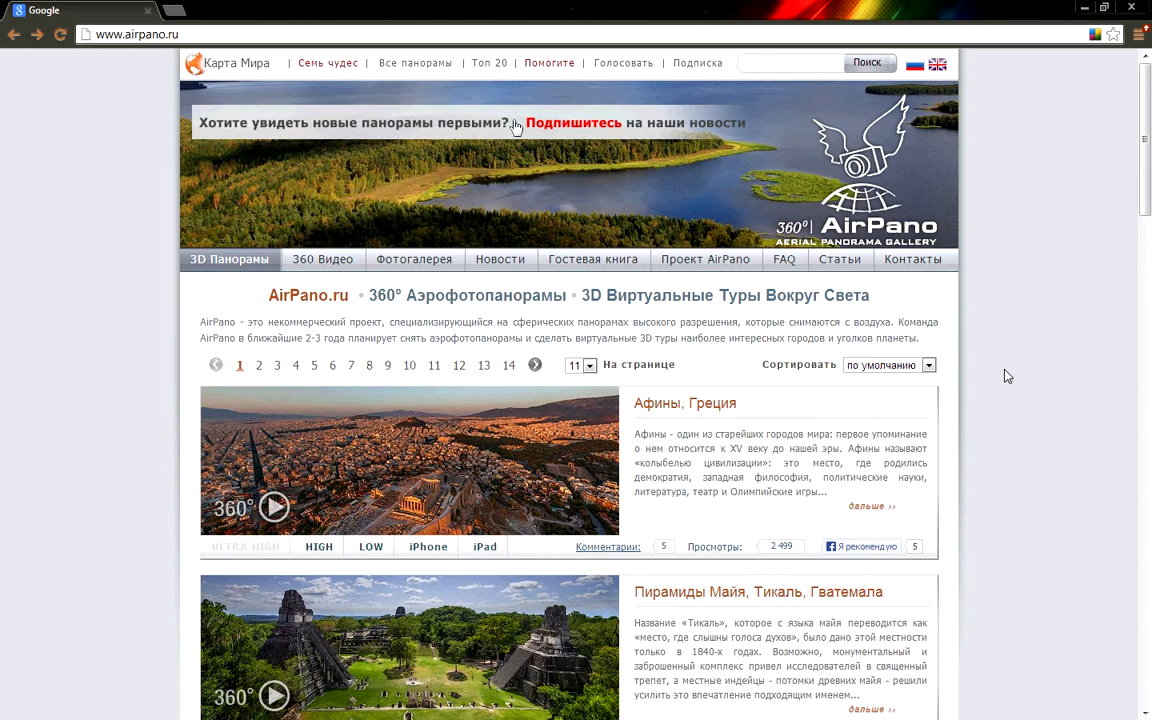 Google
www.airpano.ru
Карта Мира | Семь чудес | Все панорамы | Топ 20 | Помогите | Голосовать | Подписка Поиск
Хотите увидеть новые панорамы первыми? Подпишитесь на наши новости
360° | AirPano
AERIAL PANORAMA GALLERY
3D Панорамы 360 Видео Фотогалерея Новости Гостевая книга Проект AirPano FAQ Статьи Контакты
AirPano.ru • 360° Аэрофотопанорамы • 3D Виртуальные Туры Вокруг Света
AirPano - это некоммерческий проект, специализирующийся на сферических панорамах высокого разрешения, которые снимаются с воздуха. Команда
AirPano в ближайшие 2-3 года планирует снять аэрофотопанорамы и сделать виртуальные 3D туры наиболее интересных городов и уголков планеты.
1 2 3 4 5 6 7 8 9 10 11 12 13 14 11 На странице Сортировать по умолчанию
Афины, Греция
Афины - один из старейших городов мира: первое упоминание
о нем относится к XV веку до нашей эры. Афины называют
«колыбелью цивилизации»: это место, где родились
демократия, западная философия, политические науки,
литература, театр и Олимпийские игры...
дальше ››
360°
ULTRA HIGH HIGH LOW iPhone iPad Комментарии: 5 Просмотры: 2 499 Я рекомендую 5
Пирамиды Майя, Тикаль, Гватемала
Название «Тикаль», которое с языка майя переводится как
«место, где слышны голоса духов», было дано этой местности
только в 1840-х годах. Возможно, монументальный и
заброшенный комплекс привел исследователей в священный
трепет, а местные индейцы - потомки древних майя - решили
усилить это впечатление подходящим именем...
360°
дальше ››